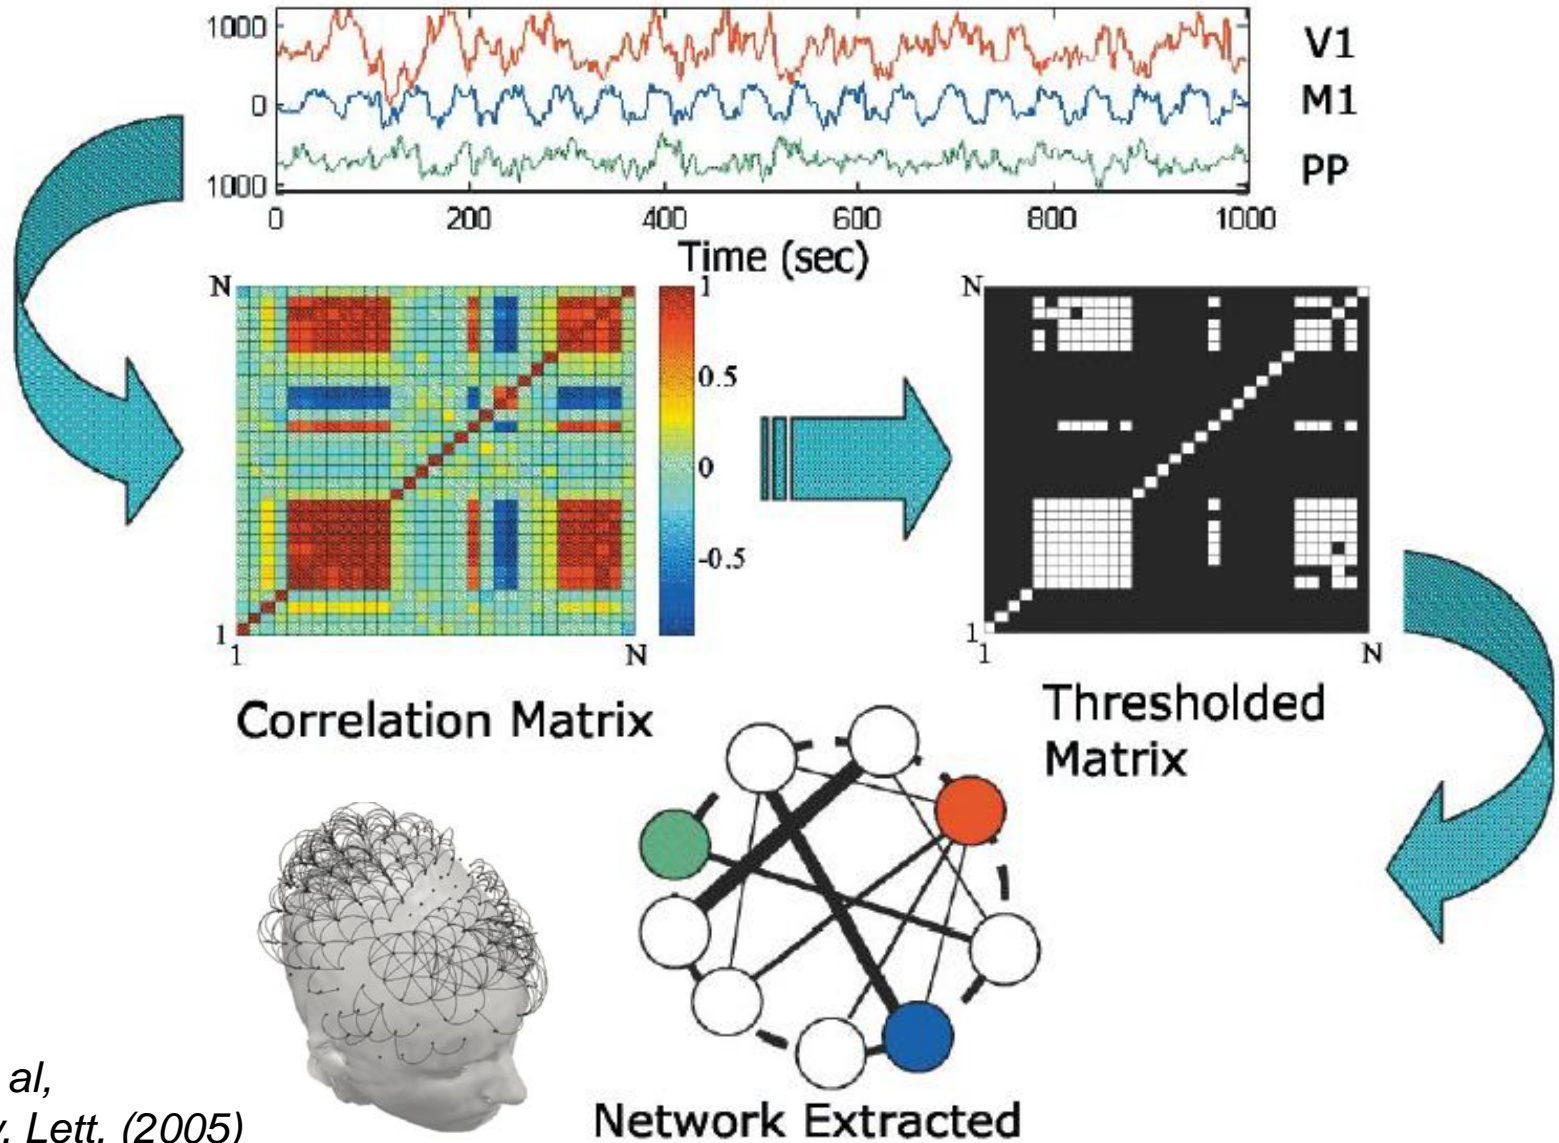 1000
V1
0
M1
1000
PP
0 200 400 600 800 1000
Time (sec)
N
1
0.5
0
-0.5
1
1
N
N
1
1
N
Correlation Matrix
Thresholded
Matrix
al,
Lett. (2005)
Network Extracted